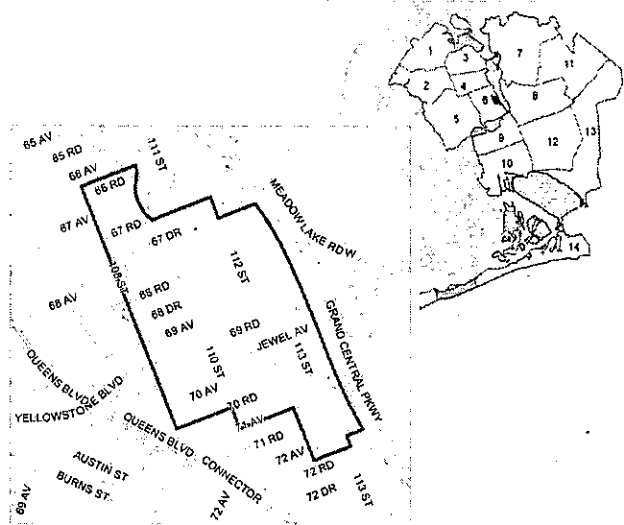 65 AV
65 RD
66 AV
66 RD
111 ST
67 AV
67 RD
67 DR
MEADOW LAKE RD W
108 ST
112 ST
68 AV
68 RD
68 DR
69 AV
69 RD
GRAND CENTRAL PKWY
JEWEL AV
113 ST
110 ST
QUEENS BLVD
YELLOWSTONE BLVD
70 AV
70 RD
QUEENS BLVD CONNECTOR
71 AV
71 RD
72 AV
AUSTIN ST
BURNS ST
72 RD
72 DR
113 ST
69 AV
72 AV
1
3
7
11
2
4
6
8
5
9
12
13
10
14